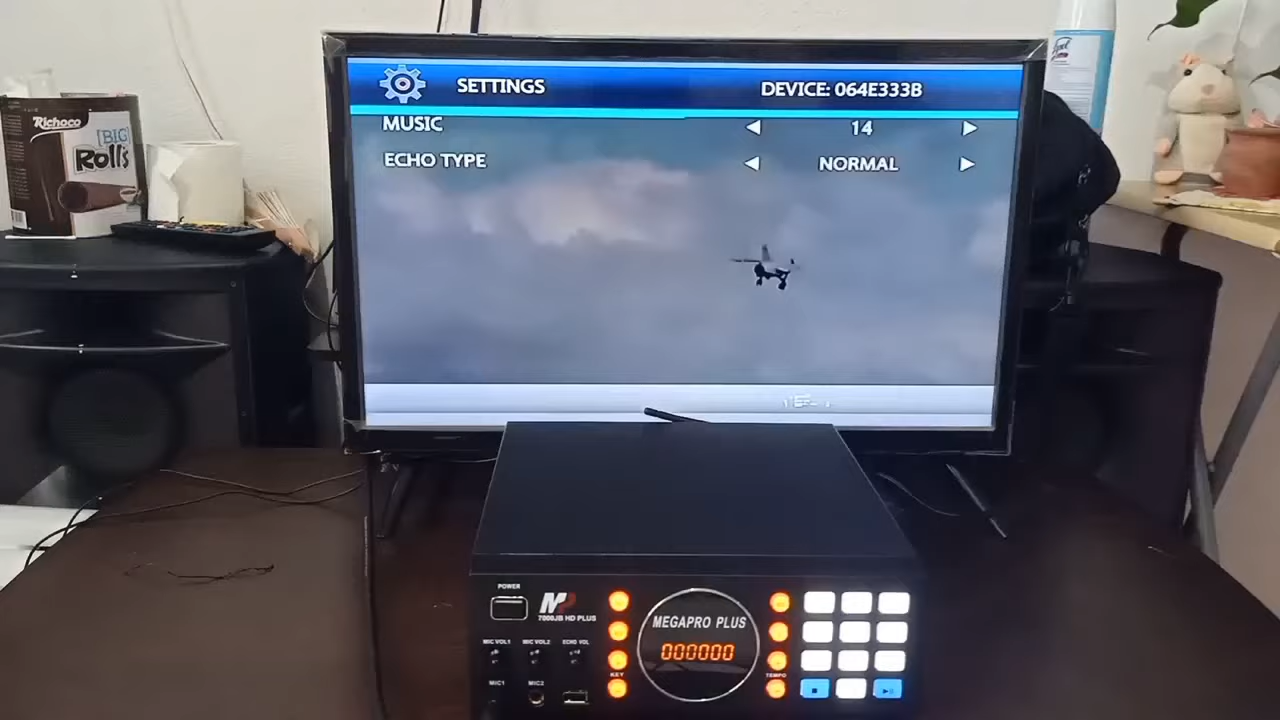 SETTINGS
DEVICE: 064E333B
MUSIC
14
ECHO TYPE
NORMAL
Richoco
[BIG]
Rolls
POWER
MP
7000JB HD PLUS
MIC VOL1
MIC VOL2
ECHO VOL
MIC1
MIC2
KEY
MEGAPRO PLUS
000000
TEMPO